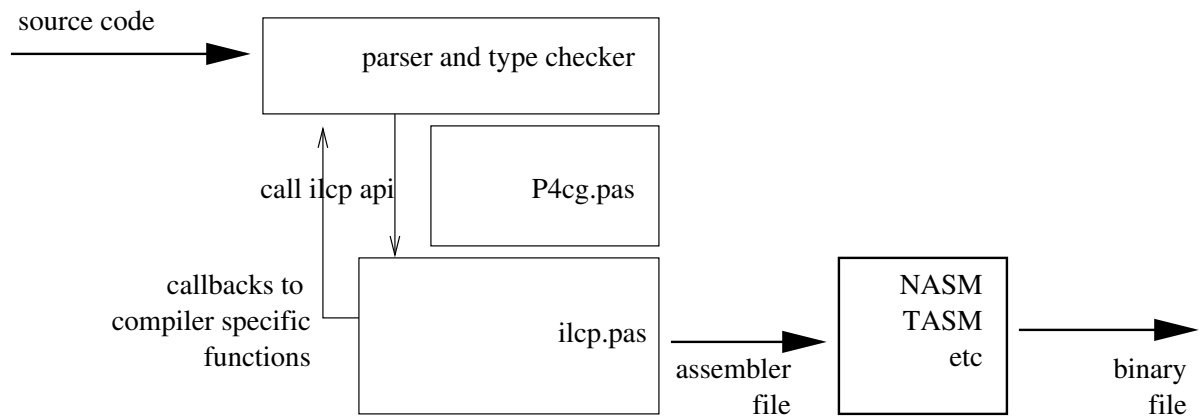 source code
parser and type checker
call ilcp api
P4cg.pas
callbacks to
compiler specific
functions
ilcp.pas
assembler
file
NASM
TASM
etc
binary
file